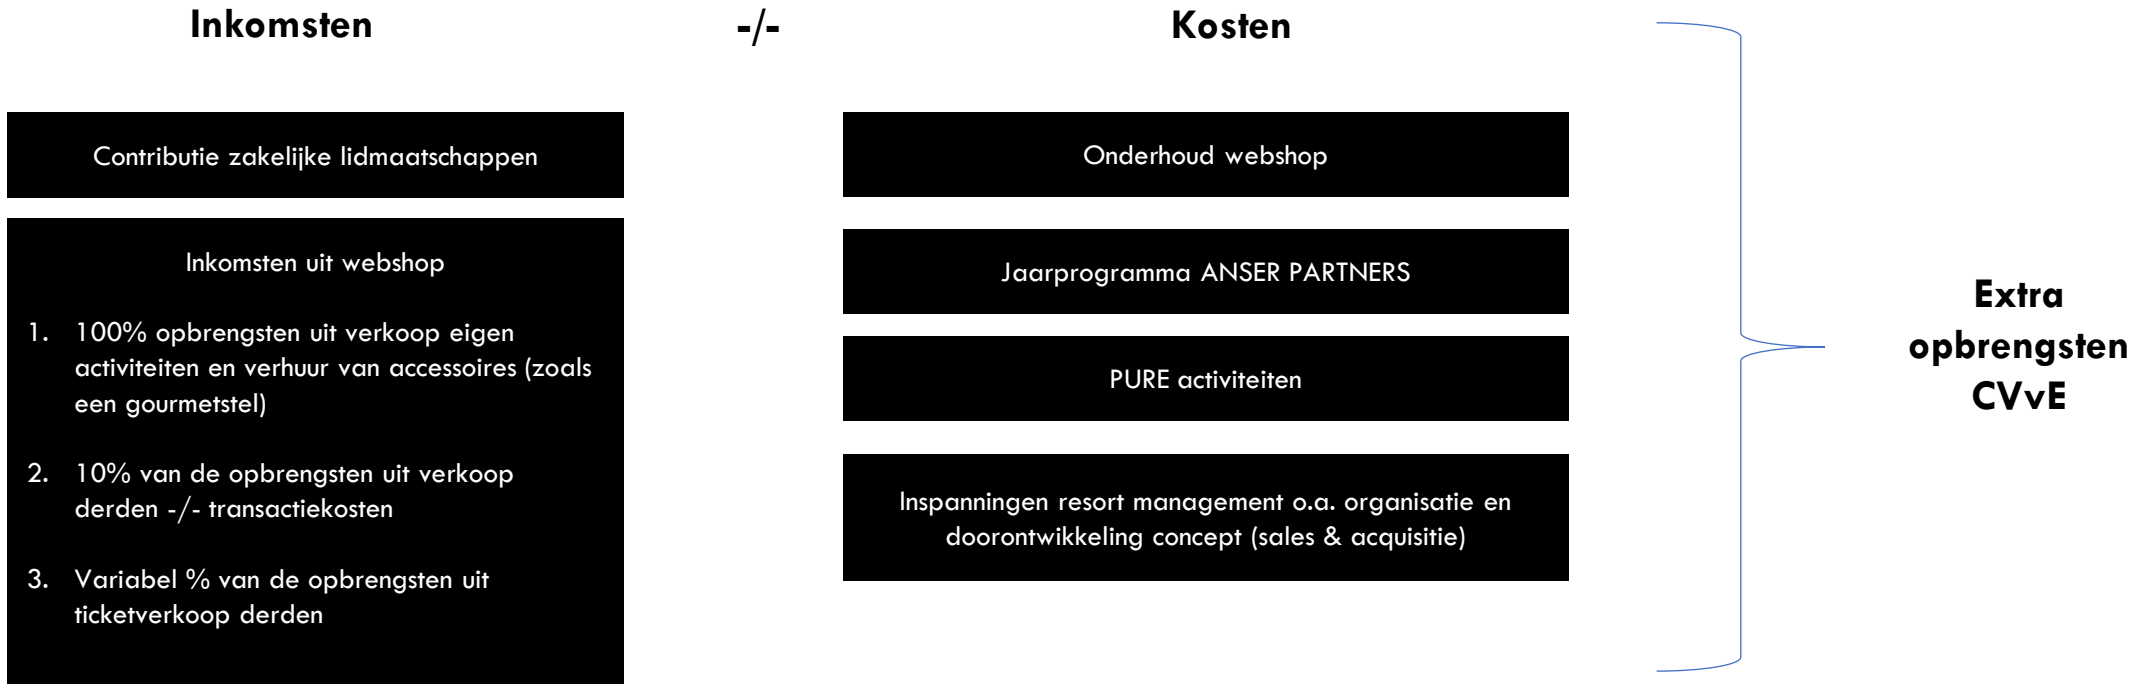 Inkomsten
-/-
Kosten
Contributie zakelijke lidmaatschappen
Inkomsten uit webshop
1. 100% opbrengsten uit verkoop eigen
activiteiten en verhuur van accessoires (zoals
een gourmetstel)
2. 10% van de opbrengsten uit verkoop
derden -/- transactiekosten
3. Variabel % van de opbrengsten uit
ticketverkoop derden
Onderhoud webshop
Jaarprogramma ANSER PARTNERS
PURE activiteiten
Inspanningen resort management o.a. organisatie en
doorontwikkeling concept (sales & acquisitie)
Extra
opbrengsten
CVvE